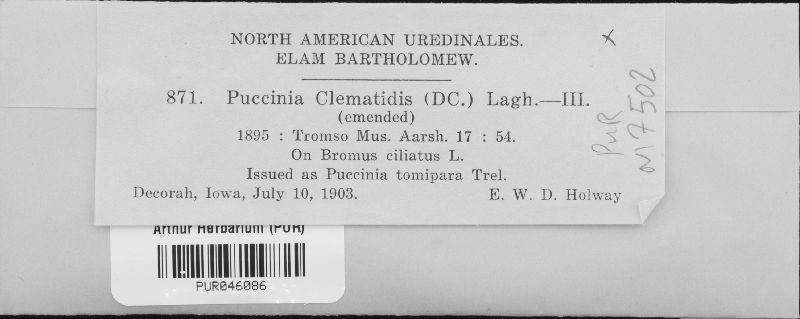 NORTH AMERICAN UREDINALES.
ELAM BARTHOLOMEW.
871. Puccinia Clematidis (DC.) Lagh.—III.
(emended)
1895 : Tromso Mus. Aarsh. 17 : 54.
On Bromus ciliatus L.
Issued as Puccinia tomipara Trel.
Decorah, Iowa, July 10, 1903. E. W. D. Holway
x
PUR
N17502
Arthur Herbarium (PUR)
PUR046086